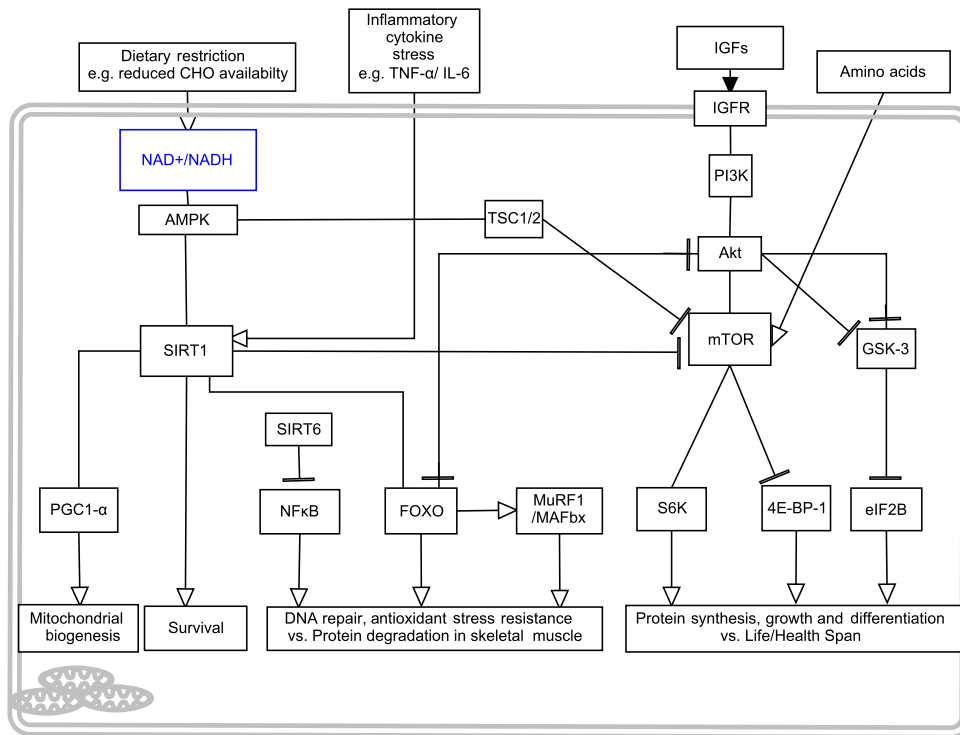 Inflammatory
cytokine
stress
e.g. TNF-α/ IL-6
Dietary restriction
e.g. reduced CHO availabilty
IGFs
Amino acids
IGFR
NAD+/NADH
PI3K
AMPK
TSC1/2
Akt
SIRT1
mTOR
GSK-3
SIRT6
PGC1-α
NFκB
FOXO
MuRF1
/MAFbx
S6K
4E-BP-1
eIF2B
Mitochondrial
biogenesis
Survival
DNA repair, antioxidant stress resistance
vs. Protein degradation in skeletal muscle
Protein synthesis, growth and differentiation
vs. Life/Health Span